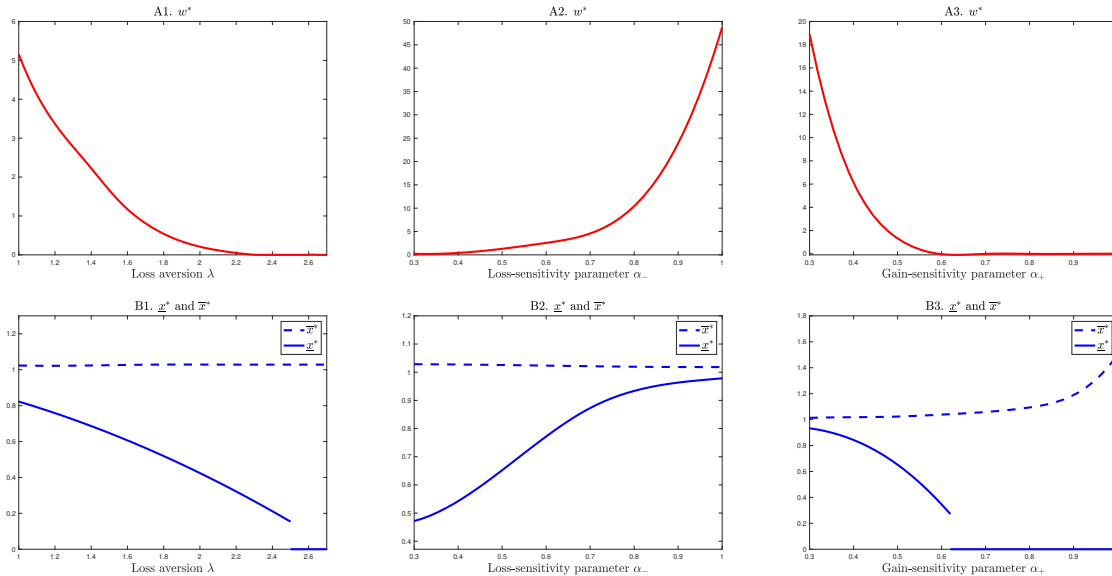 A1. w*
6
5
4
3
2
1
0
1 1.2 1.4 1.6 1.8 2 2.2 2.4 2.6
Loss aversion λ
A2. w*
50
45
40
35
30
25
20
15
10
5
0
0.3 0.4 0.5 0.6 0.7 0.8 0.9 1
Loss-sensitivity parameter α₋
A3. w*
20
18
16
14
12
10
8
6
4
2
0
0.3 0.4 0.5 0.6 0.7 0.8 0.9
Gain-sensitivity parameter α₊
B1. x̲* and x̅*
x̅*
x̲*
1.2
1
0.8
0.6
0.4
0.2
0
1 1.2 1.4 1.6 1.8 2 2.2 2.4 2.6
Loss aversion λ
B2. x̲* and x̅*
x̅*
x̲*
1.2
1.1
1
0.9
0.8
0.7
0.6
0.5
0.4
0.3 0.4 0.5 0.6 0.7 0.8 0.9 1
Loss-sensitivity parameter α₋
B3. x̲* and x̅*
x̅*
x̲*
1.8
1.6
1.4
1.2
1
0.8
0.6
0.4
0.2
0
0.3 0.4 0.5 0.6 0.7 0.8 0.9
Gain-sensitivity parameter α₊